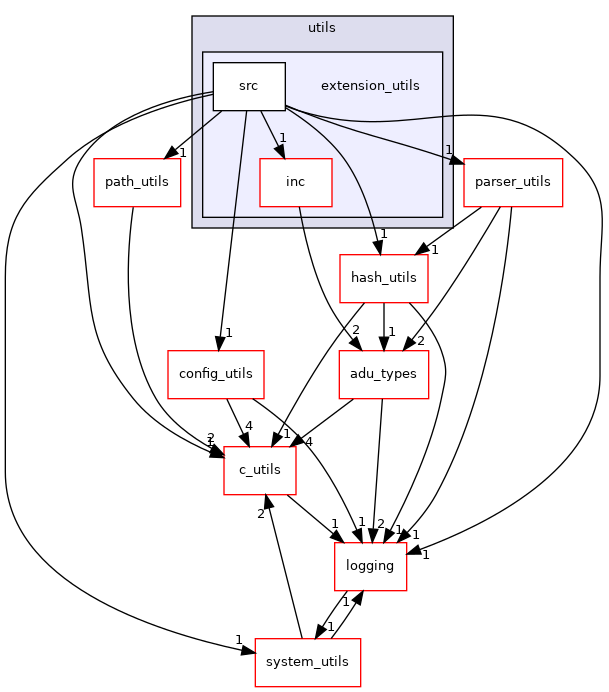 utils
src
extension_utils
1
1
1
path_utils
inc
parser_utils
1
1
hash_utils
1
2
1
2
config_utils
adu_types
4
2
1
1
4
c_utils
1
1
2
1
1
1
2
logging
1
1
1
system_utils